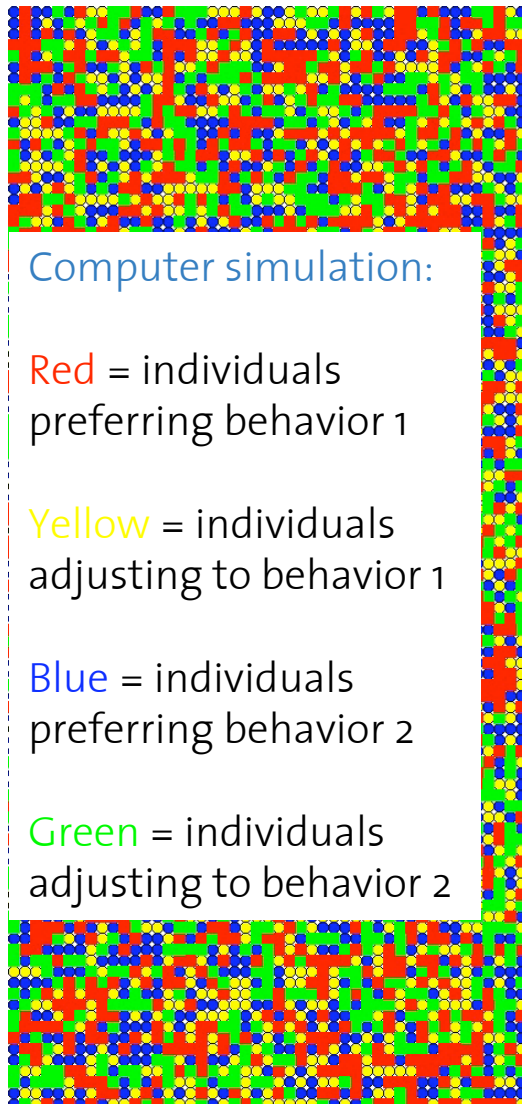 Computer simulation:
Red = individuals
preferring behavior 1
Yellow = individuals
adjusting to behavior 1
Blue = individuals
preferring behavior 2
Green = individuals
adjusting to behavior 2